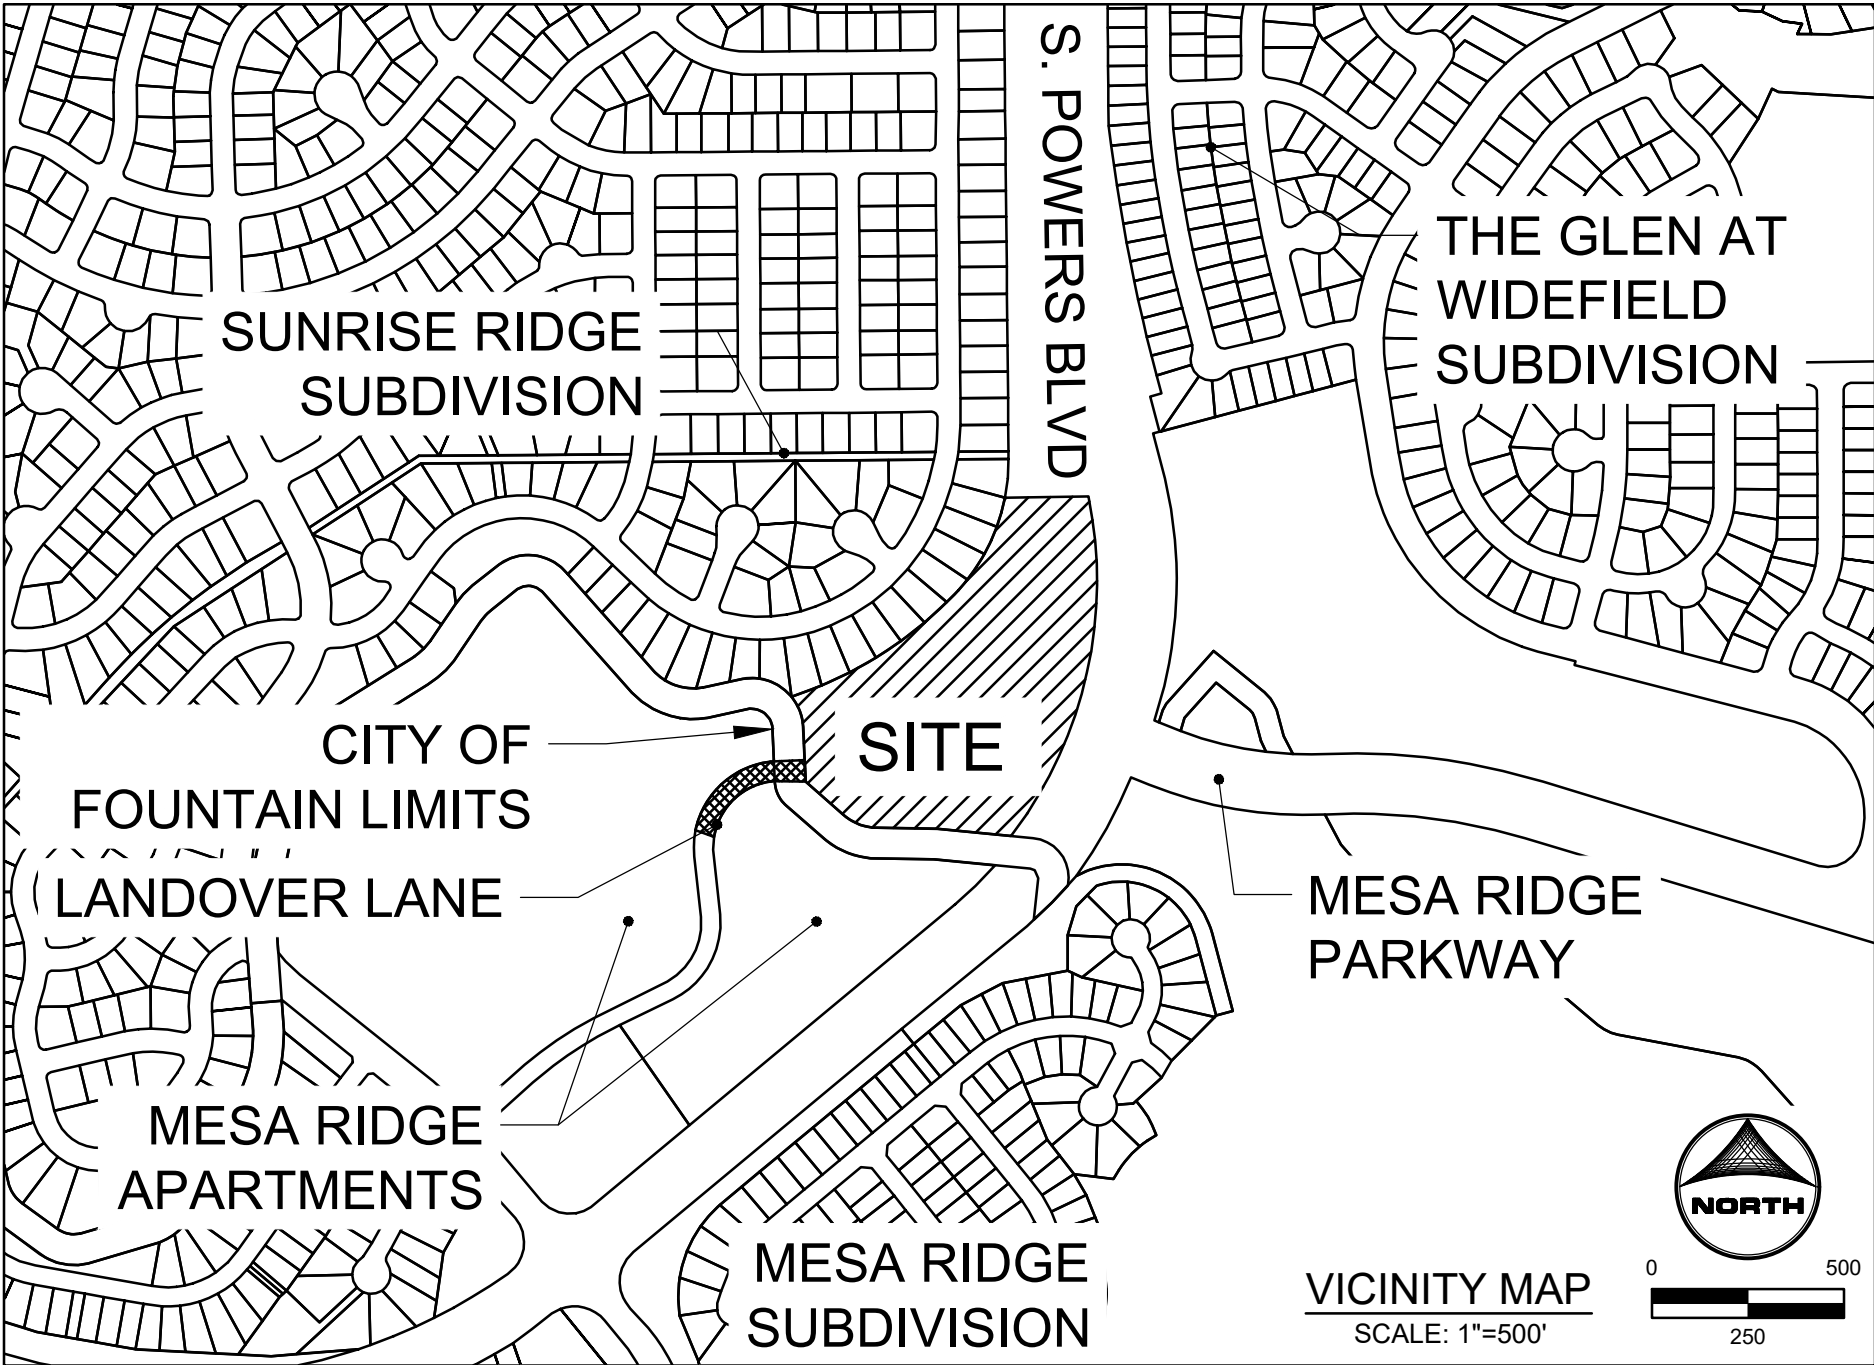 S. POWERS BLVD
THE GLEN AT
WIDEFIELD
SUBDIVISION
SUNRISE RIDGE
SUBDIVISION
CITY OF
FOUNTAIN LIMITS
SITE
LANDOVER LANE
MESA RIDGE
PARKWAY
MESA RIDGE
APARTMENTS
MESA RIDGE
SUBDIVISION
NORTH
VICINITY MAP
SCALE: 1"=500'
0 500
250